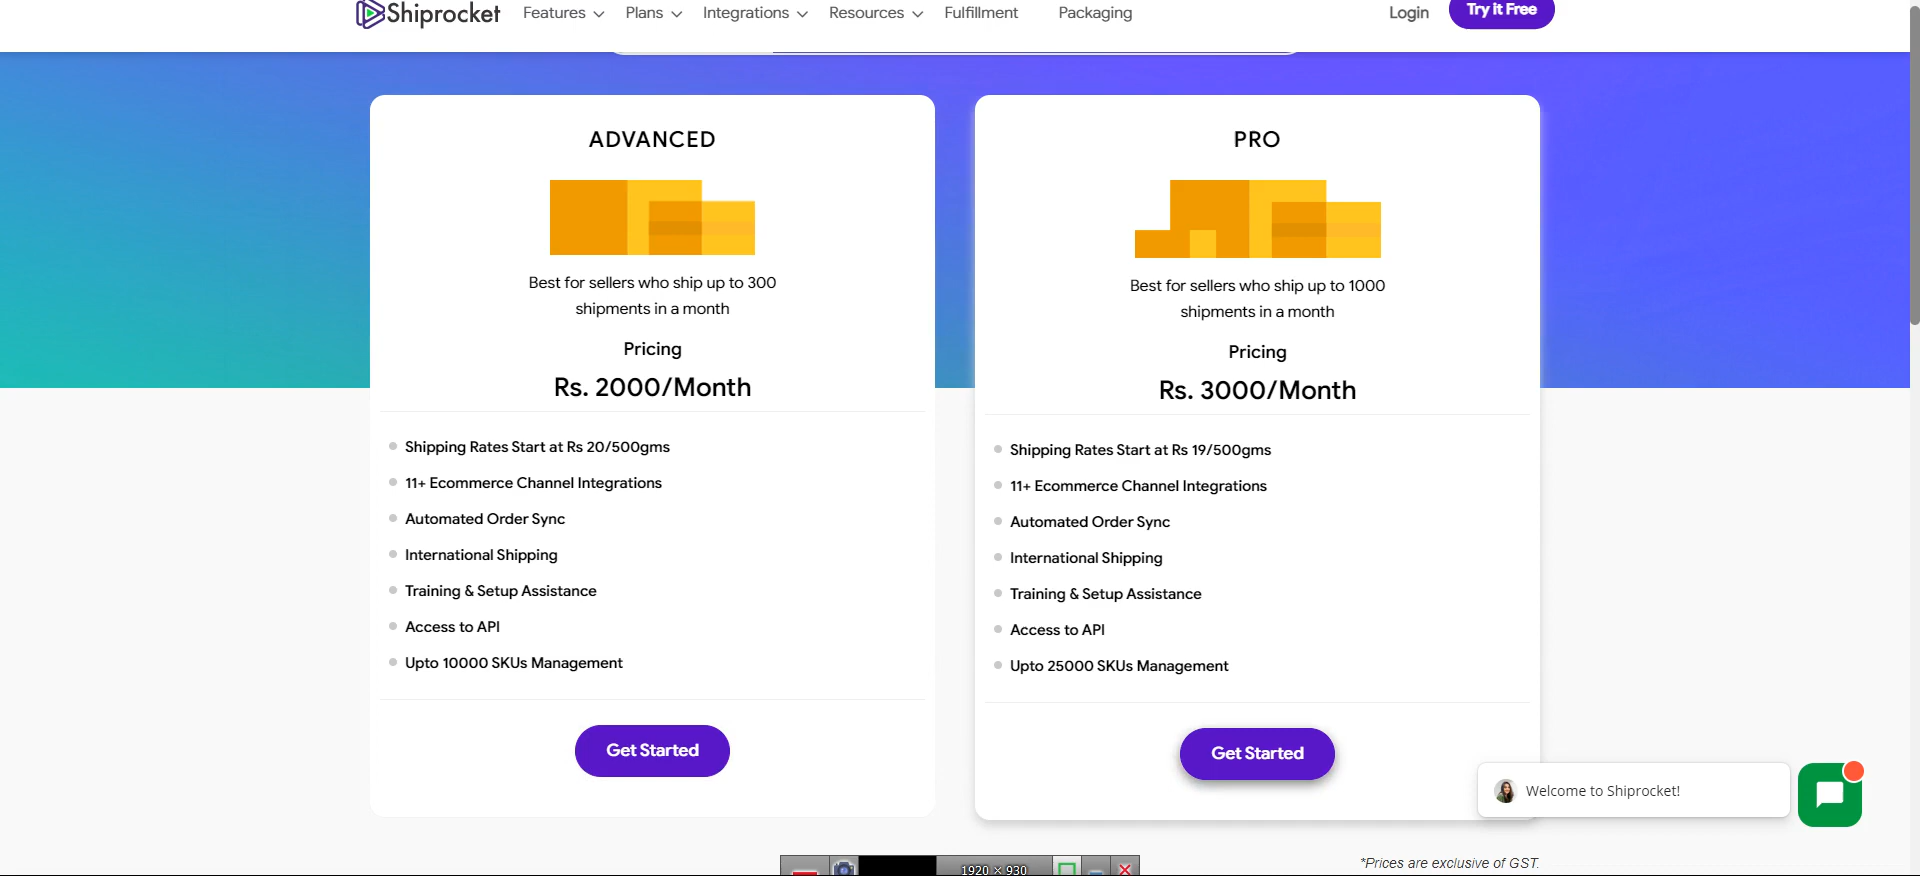 Shiprocket Features Plans Integrations Resources Fulfillment Packaging Login Try it Free
ADVANCED
Best for sellers who ship up to 300
shipments in a month
Pricing
Rs. 2000/Month
Shipping Rates Start at Rs 20/500gms
11+ Ecommerce Channel Integrations
Automated Order Sync
International Shipping
Training & Setup Assistance
Access to API
Upto 10000 SKUs Management
Get Started
PRO
Best for sellers who ship up to 1000
shipments in a month
Pricing
Rs. 3000/Month
Shipping Rates Start at Rs 19/500gms
11+ Ecommerce Channel Integrations
Automated Order Sync
International Shipping
Training & Setup Assistance
Access to API
Upto 25000 SKUs Management
Get Started
Welcome to Shiprocket!
*Prices are exclusive of GST.
1920 × 930